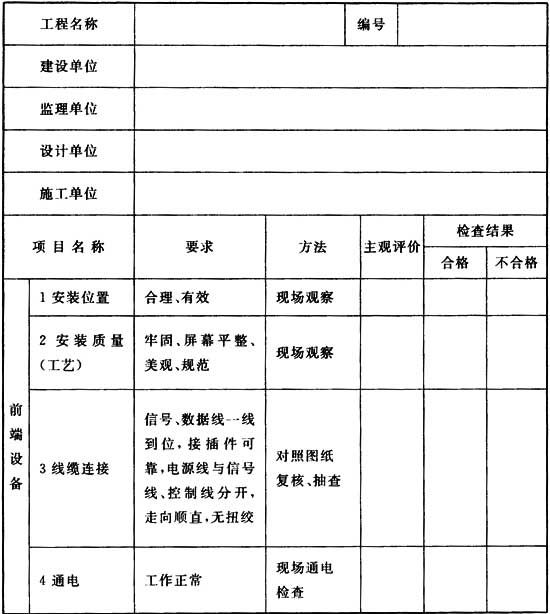 工程名称 编号
建设单位
监理单位
设计单位
施工单位
项目名称 要求 方法 主观评价 检查结果
合格 不合格
前端设备
1安装位置 合理、有效 现场观察
2安装质量
(工艺)
牢固、屏幕平整、
美观、规范
现场观察
3线缆连接
信号、数据线一线
到位，接插件可
靠，电源线与信号
线、控制线分开，
走向顺直，无扭绞
对照图纸
复核、抽查
4通电 工作正常
现场通电
检查